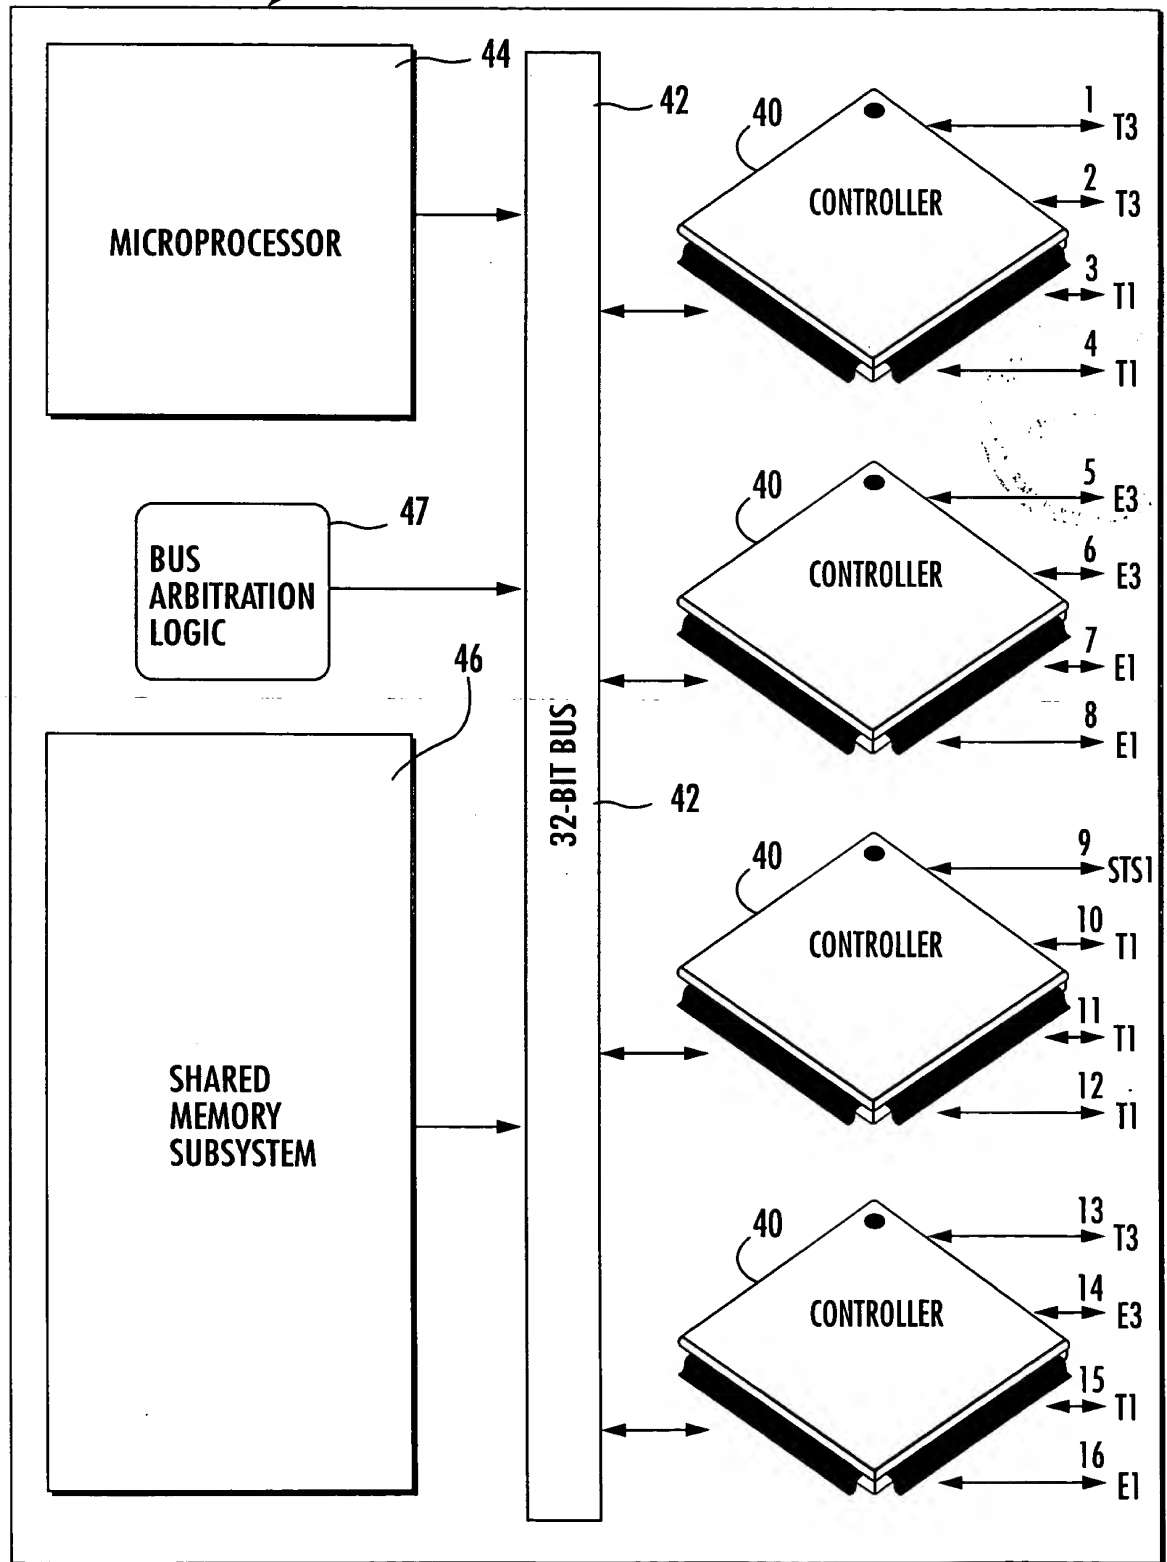 44
MICROPROCESSOR
47
BUS
ARBITRATION
LOGIC
46
SHARED
MEMORY
SUBSYSTEM
42
32-BIT BUS
42
40
CONTROLLER
1
T3
2
T3
3
T1
4
T1
40
CONTROLLER
5
E3
6
E3
7
E1
8
E1
40
CONTROLLER
9
STS1
10
T1
11
T1
12
T1
40
CONTROLLER
13
T3
14
E3
15
T1
16
E1